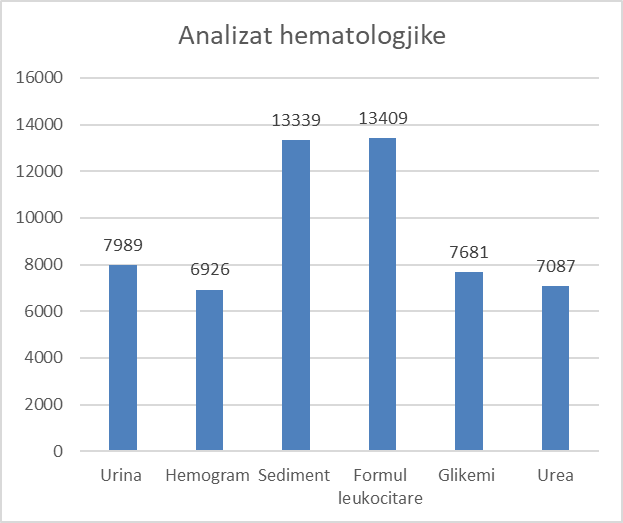 Analizat hematologjike
16000
14000
12000
10000
8000
6000
4000
2000
0
7989
6926
13339
13409
7681
7087
Urina
Hemogram
Sediment
Formul
leukocitare
Glikemi
Urea